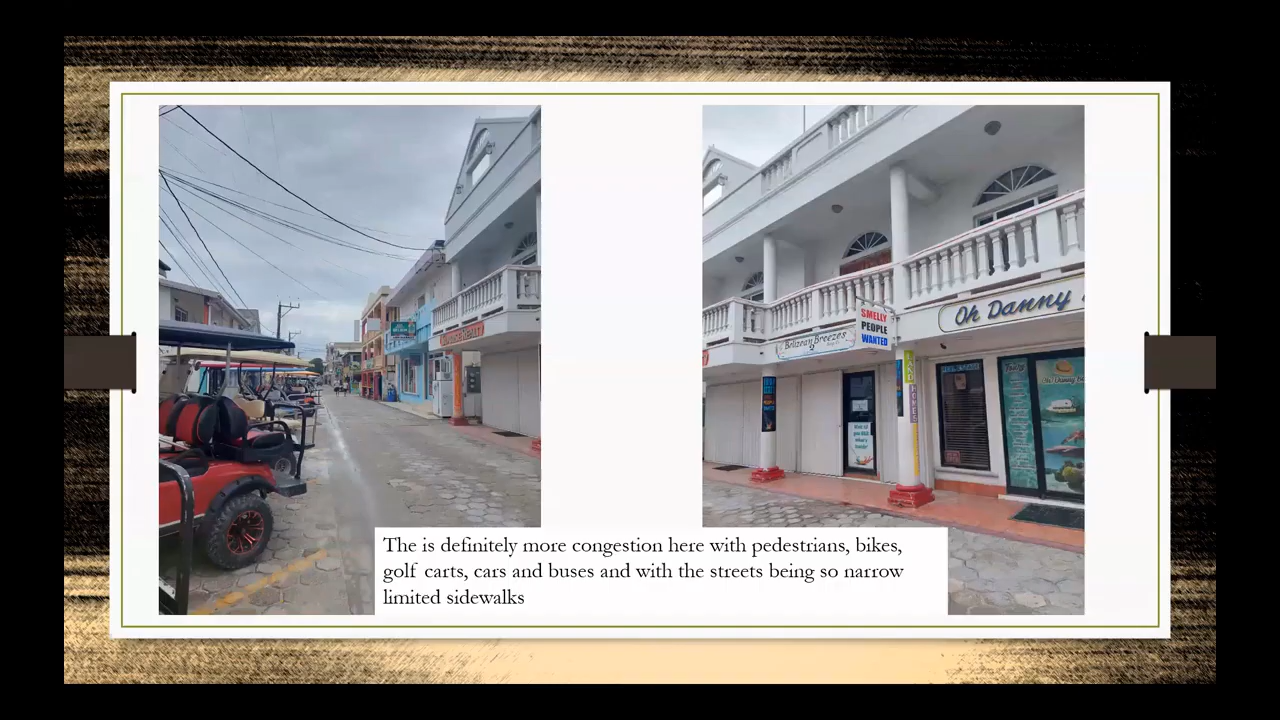 SMELLY
PEOPLE
WANTED
Belizean Breezes
Oh Danny
The is definitely more congestion here with pedestrians, bikes,
golf carts, cars and buses and with the streets being so narrow
limited sidewalks